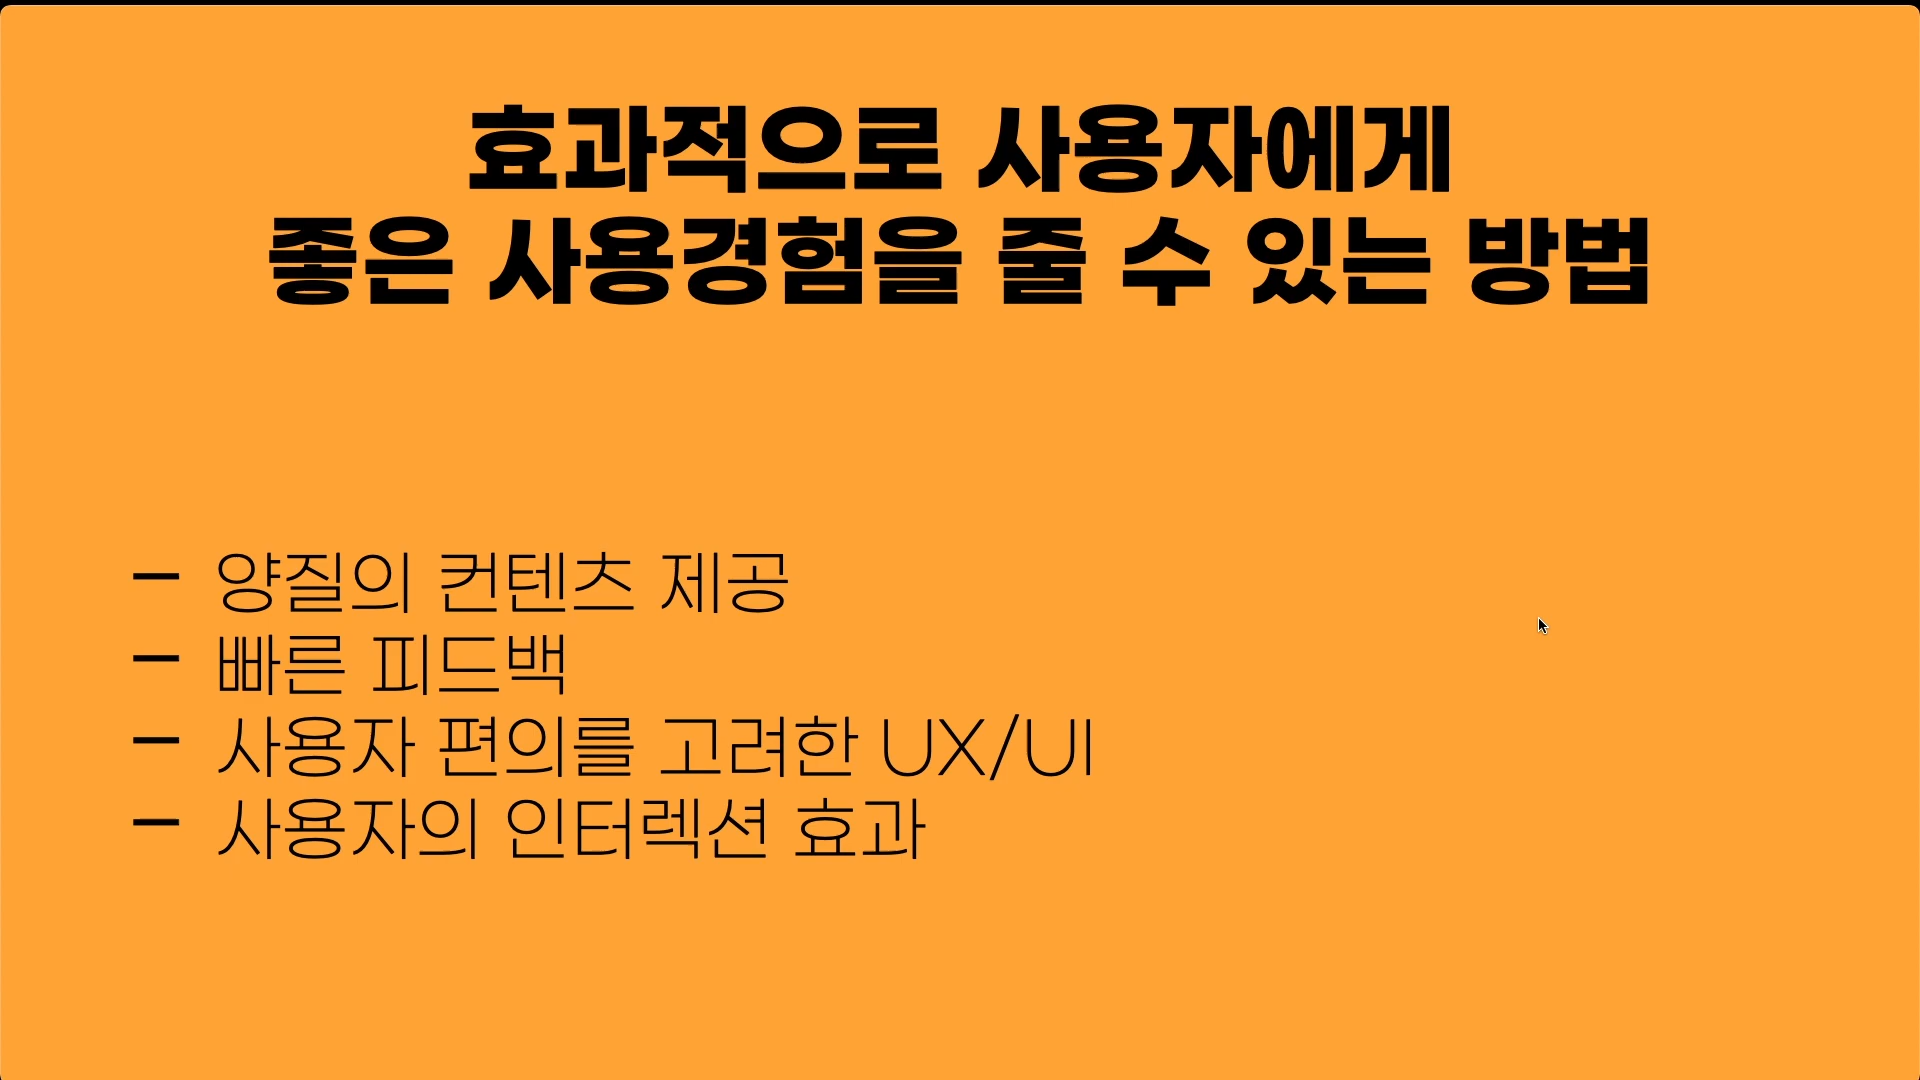 효과적으로 사용자에게
좋은 사용경험을 줄 수 있는 방법
– 양질의 컨텐츠 제공
– 빠른 피드백
– 사용자 편의를 고려한 UX/UI
– 사용자의 인터렉션 효과